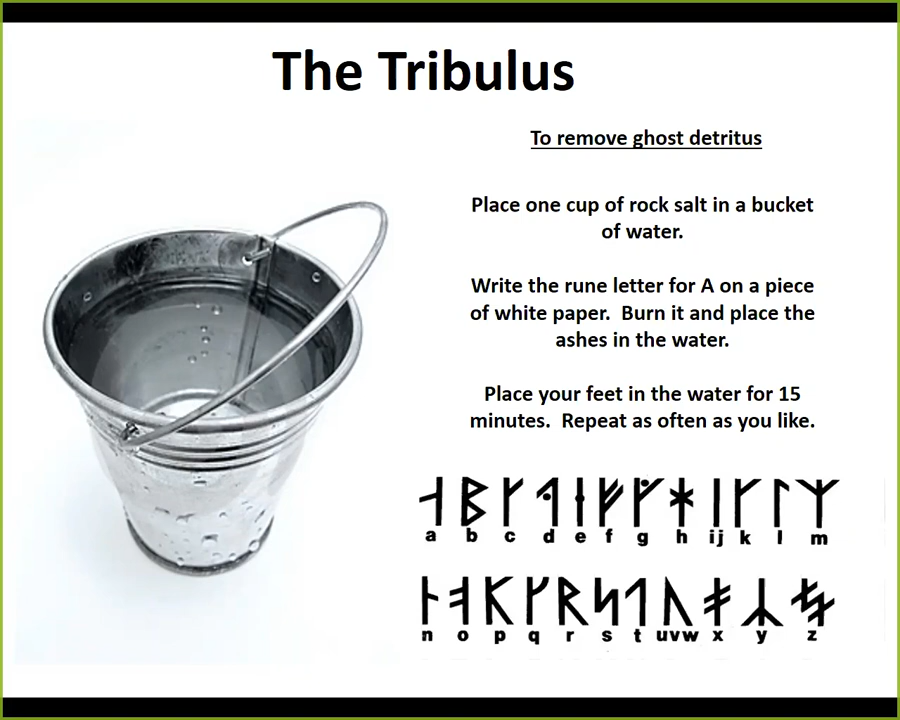 The Tribulus
To remove ghost detritus
Place one cup of rock salt in a bucket
of water.
Write the rune letter for A on a piece
of white paper.  Burn it and place the
ashes in the water.
Place your feet in the water for 15
minutes.  Repeat as often as you like.
a b c d e f g h ij k l m
n o p q r s t uvw x y z